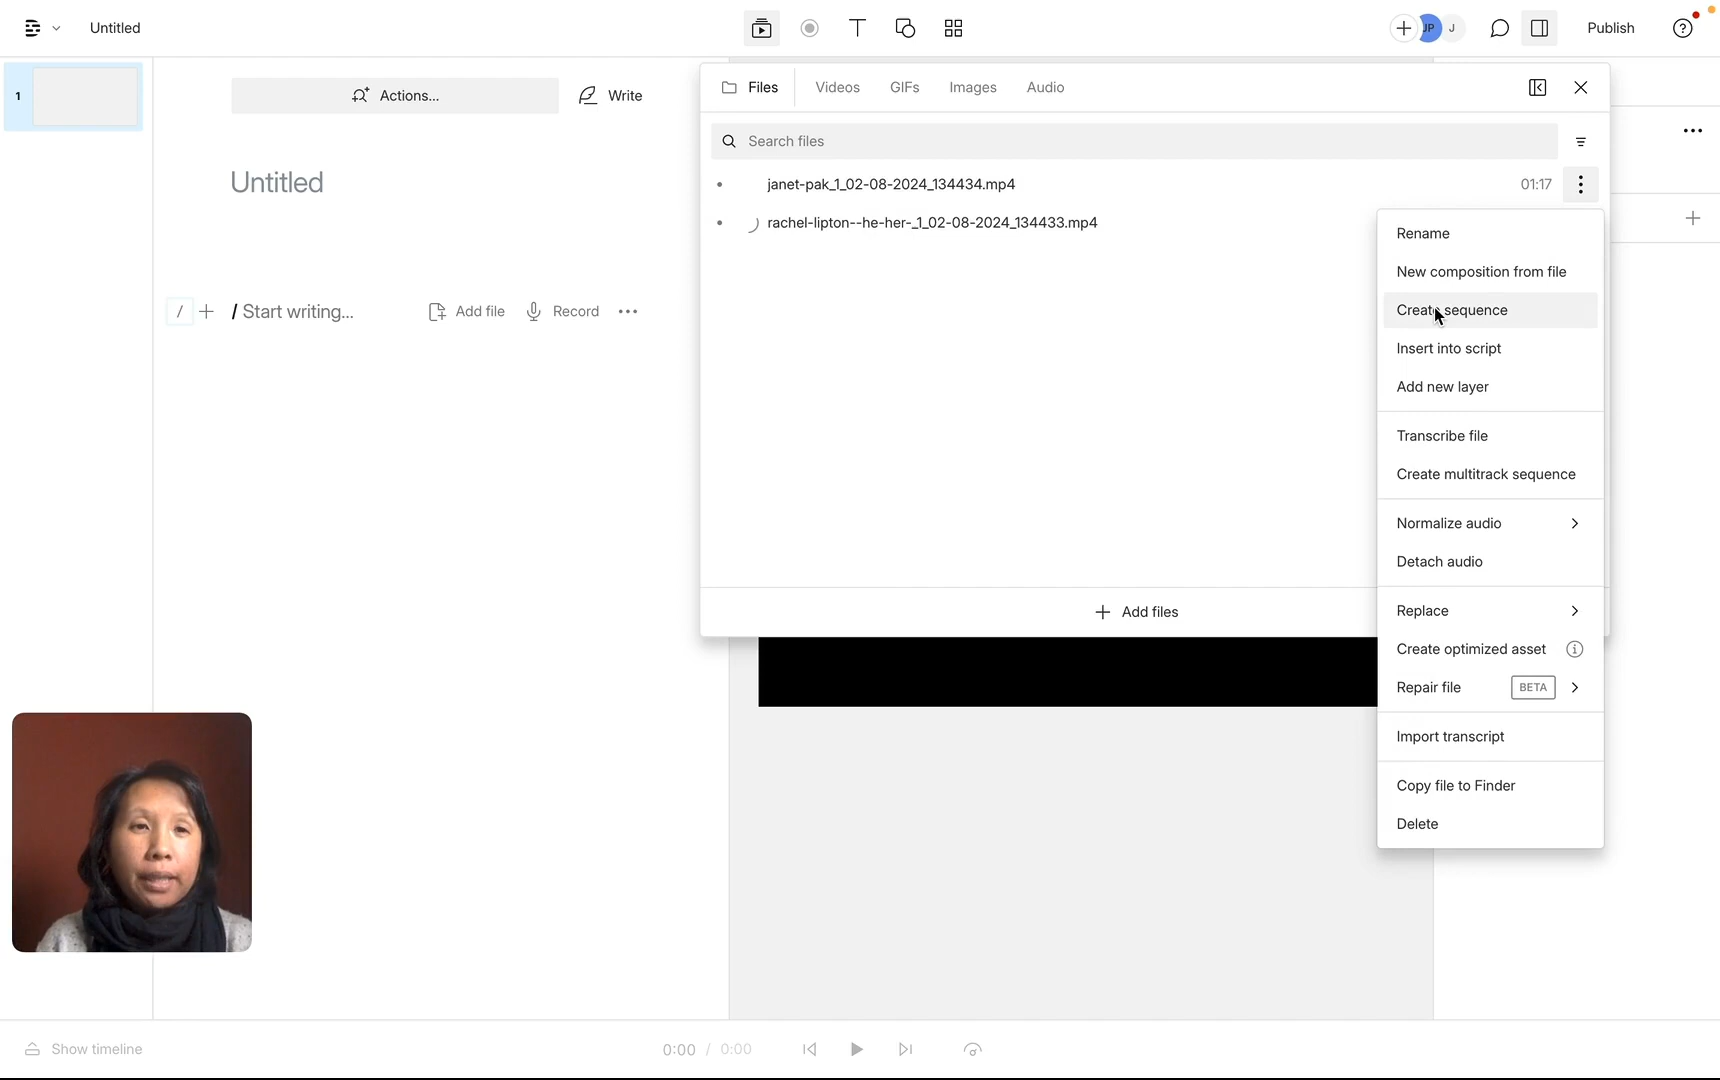 Untitled
JP
J
Publish
1
Actions...
Write
Files
Videos
GIFs
Images
Audio
Search files
Untitled
janet-pak_1_02-08-2024_134434.mp4
01:17
rachel-lipton--he-her-_1_02-08-2024_134433.mp4
/
/ Start writing...
Add file
Record
Rename
New composition from file
Create sequence
Insert into script
Add new layer
Transcribe file
Create multitrack sequence
Normalize audio
Detach audio
Replace
Create optimized asset
Repair file BETA
Import transcript
Copy file to Finder
Delete
Add files
Show timeline
0:00 / 0:00